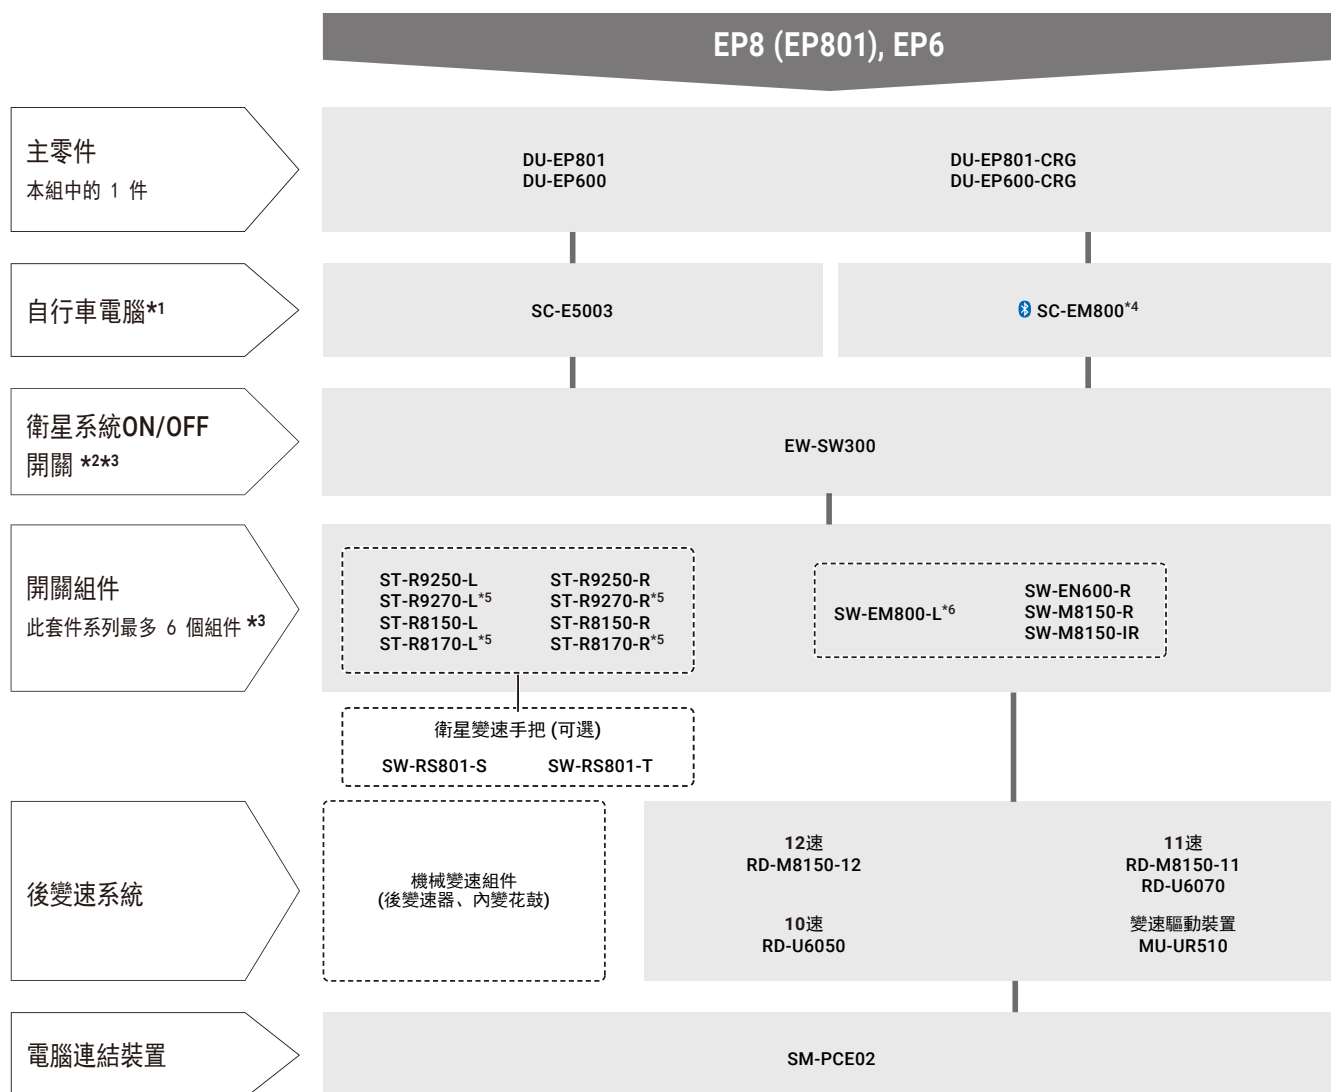 EP8 (EP801), EP6
主零件
本組中的 1 件
DU-EP801
DU-EP600
DU-EP801-CRG
DU-EP600-CRG
自行車電腦*1
SC-E5003
SC-EM800*4
衛星系統ON/OFF
開關 *2*3
EW-SW300
開關組件
此套件系列最多 6 個組件 *3
ST-R9250-L
ST-R9270-L*5
ST-R8150-L
ST-R8170-L*5
ST-R9250-R
ST-R9270-R*5
ST-R8150-R
ST-R8170-R*5
SW-EM800-L*6
SW-EN600-R
SW-M8150-R
SW-M8150-IR
衛星變速手把 (可選)
SW-RS801-S
SW-RS801-T
後變速系統
機械變速組件
(後變速器、內變花鼓)
12速
RD-M8150-12
11速
RD-M8150-11
RD-U6070
10速
RD-U6050
變速驅動裝置
MU-UR510
電腦連結裝置
SM-PCE02